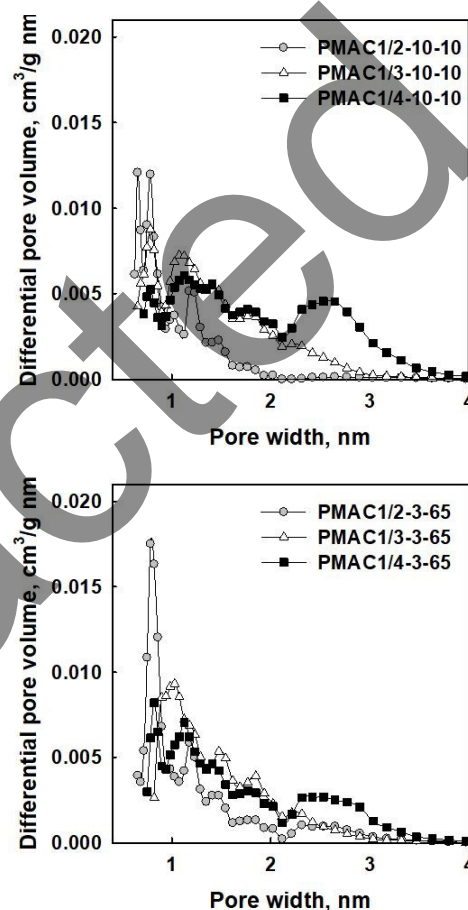 0.020
0.015
0.010
0.005
0.000
Differential pore volume, cm³/g nm
PMAC1/2-10-10
PMAC1/3-10-10
PMAC1/4-10-10
1 2 3 4
Pore width, nm
0.020
0.015
0.010
0.005
0.000
Differential pore volume, cm³/g nm
PMAC1/2-3-65
PMAC1/3-3-65
PMAC1/4-3-65
1 2 3 4
Pore width, nm
cted